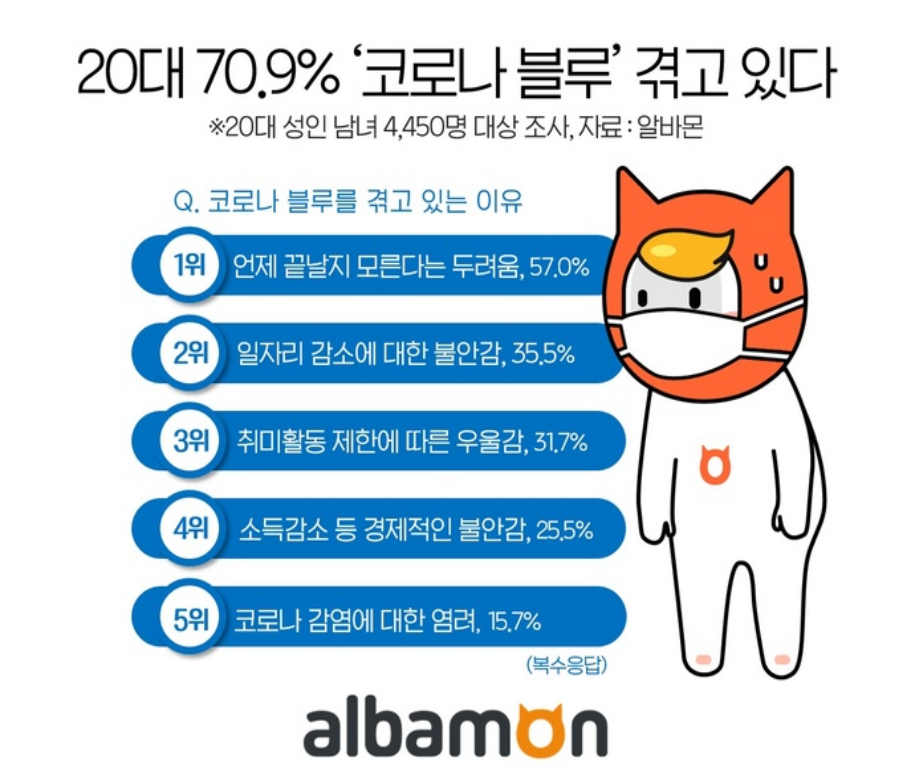 20대 70.9% ‘코로나 블루’ 겪고 있다
※20대 성인 남녀 4,450명 대상 조사, 자료 : 알바몬
Q. 코로나 블루를 겪고 있는 이유
1위 언제 끝날지 모른다는 두려움, 57.0%
2위 일자리 감소에 대한 불안감, 35.5%
3위 취미활동 제한에 따른 우울감, 31.7%
4위 소득감소 등 경제적인 불안감, 25.5%
5위 코로나 감염에 대한 염려, 15.7%
(복수응답)
albamon